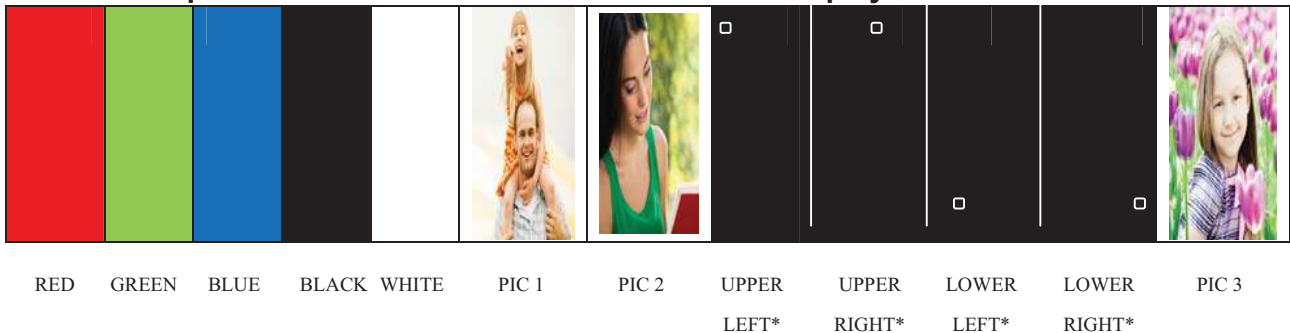 RED GREEN BLUE BLACK WHITE PIC 1 PIC 2 UPPER UPPER LOWER LOWER PIC 3
LEFT* RIGHT* LEFT* RIGHT*